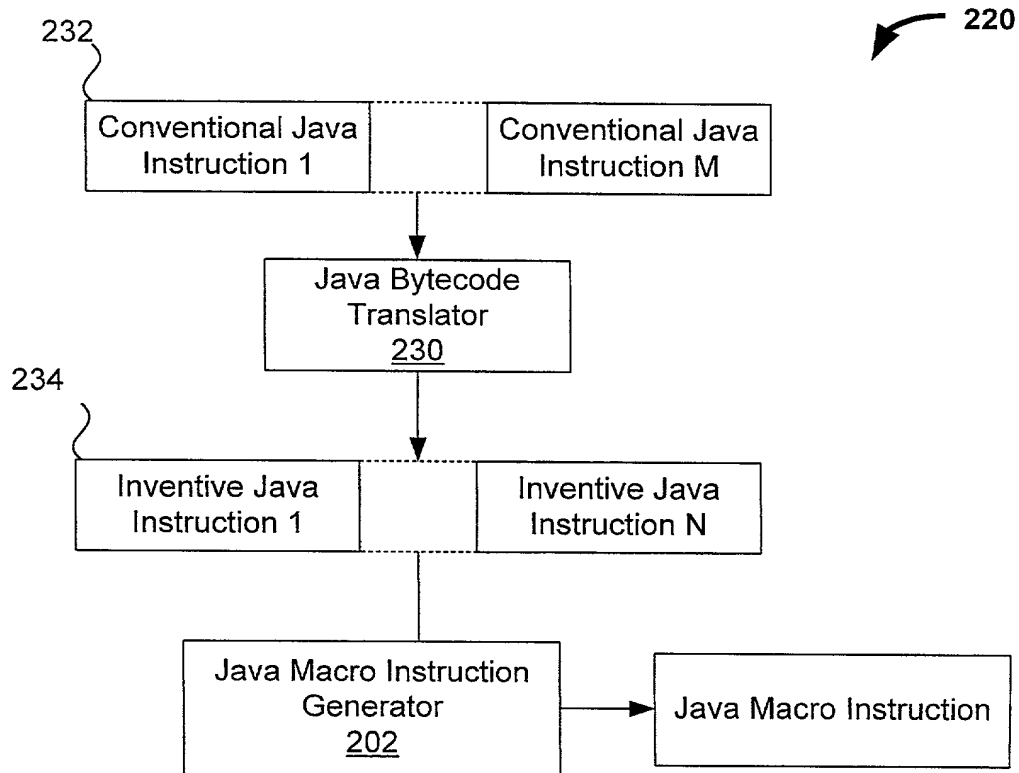 220
232
Conventional Java
Instruction 1
Conventional Java
Instruction M
Java Bytecode
Translator
230
234
Inventive Java
Instruction 1
Inventive Java
Instruction N
Java Macro Instruction
Generator
202
Java Macro Instruction